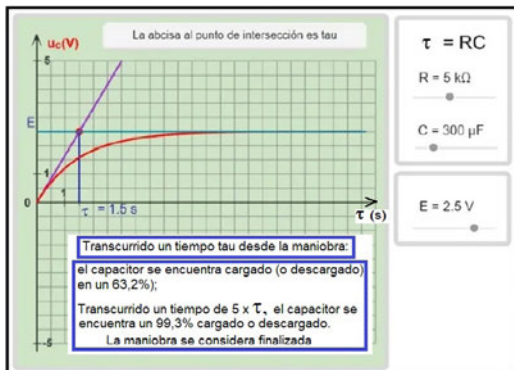 La abcisa al punto de intersección es tau
u_c(V)
5
E
1
0
1
τ = 1.5 s
τ (s)
-5
Transcurrido un tiempo tau desde la maniobra:
el capacitor se encuentra cargado (o descargado)
en un 63,2%);
Transcurrido un tiempo de 5 x τ, el capacitor se
encuentra un 99,3% cargado o descargado.
La maniobra se considera finalizada
τ = RC
R = 5 kΩ
C = 300 μF
E = 2.5 V